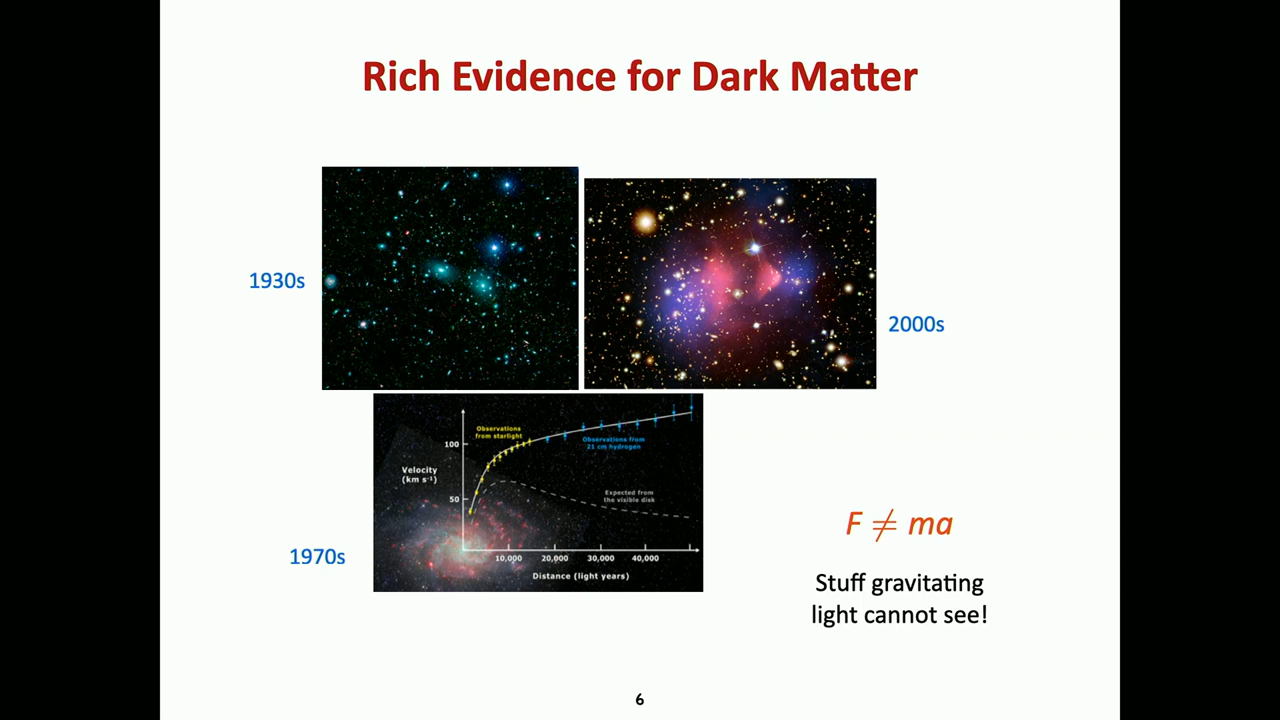 Rich Evidence for Dark Matter
1930s
2000s
Observations
from starlight
Observations from
21 cm hydrogen
100
Velocity
(km s⁻¹)
Expected from
the visible disk
50
10,000
20,000
30,000
40,000
Distance (light years)
1970s
F ≠ ma
Stuff gravitating
light cannot see!
6